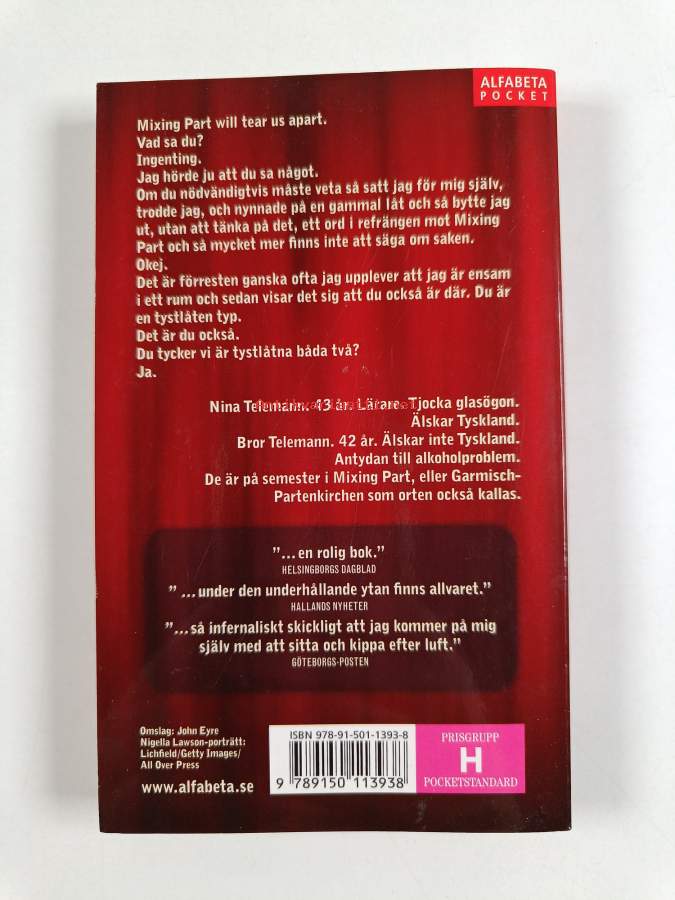 ALFABETA
POCKET
Mixing Part will tear us apart.
Vad sa du?
Ingenting.
Jag hörde ju att du sa något.
Om du nödvändigtvis måste veta så satt jag för mig själv,
trodde jag, och nynnade på en gammal låt och så bytte jag
ut, utan att tänka på det, ett ord i refrängen mot Mixing
Part och så mycket mer finns inte att säga om saken.
Okej.
Det är förresten ganska ofta jag upplever att jag är ensam
i ett rum och sedan visar det sig att du också är där. Du är
en tystlåten typ.
Det är du också.
Du tycker vi är tystlåtna båda två?
Ja.
Nina Telemann. 43 år. Lärare. Tjocka glasögon.
Älskar Tyskland.
Bror Telemann. 42 år. Älskar inte Tyskland.
Antydan till alkoholproblem.
De är på semester i Mixing Part, eller Garmisch-
Partenkirchen som orten också kallas.
"...en rolig bok."
HELSINGBORGS DAGBLAD
" ...under den underhållande ytan finns allvaret."
HALLANDS NYHETER
"...så infernaliskt skickligt att jag kommer på mig
själv med att sitta och kippa efter luft."
GÖTEBORGS-POSTEN
Omslag: John Eyre
Nigella Lawson-porträtt:
Lichfield/Getty Images/
All Over Press
www.alfabeta.se
ISBN 978-91-501-1393-8
9 789150 113938
PRISGRUPP
H
POCKETSTANDARD